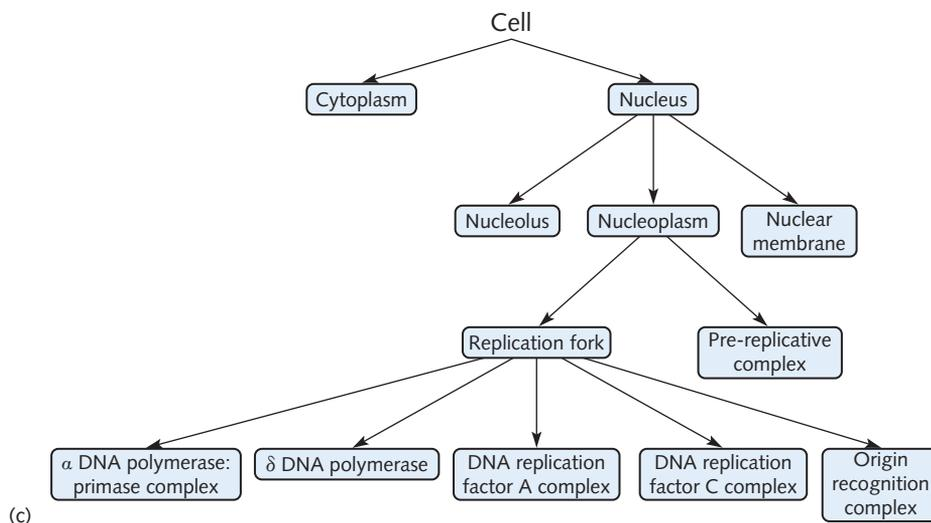 Cell
Cytoplasm
Nucleus
Nucleolus
Nucleoplasm
Nuclear
membrane
Replication fork
Pre-replicative
complex
α DNA polymerase:
primase complex
δ DNA polymerase
DNA replication
factor A complex
DNA replication
factor C complex
Origin
recognition
complex
(c)